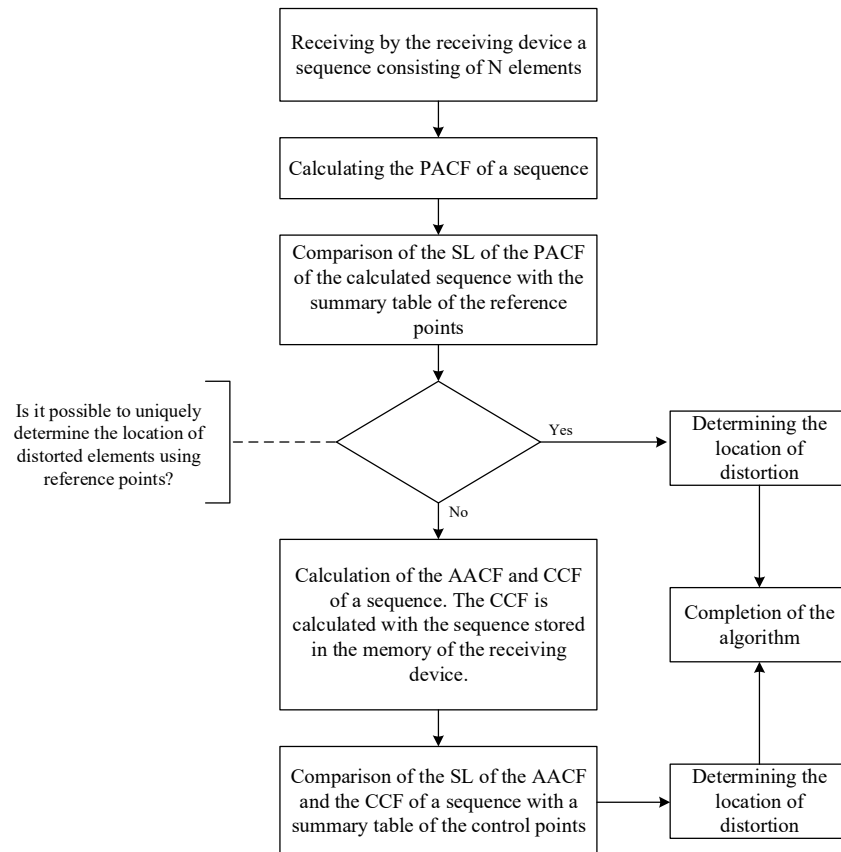 Receiving by the receiving device a
sequence consisting of N elements
Calculating the PACF of a sequence
Comparison of the SL of the PACF
of the calculated sequence with the
summary table of the reference
points
Is it possible to uniquely
determine the location of
distorted elements using
reference points?
Yes
Determining the
location of
distortion
No
Calculation of the AACF and CCF
of a sequence. The CCF is
calculated with the sequence stored
in the memory of the receiving
device.
Completion of the
algorithm
Comparison of the SL of the AACF
and the CCF of a sequence with a
summary table of the control points
Determining the
location of
distortion